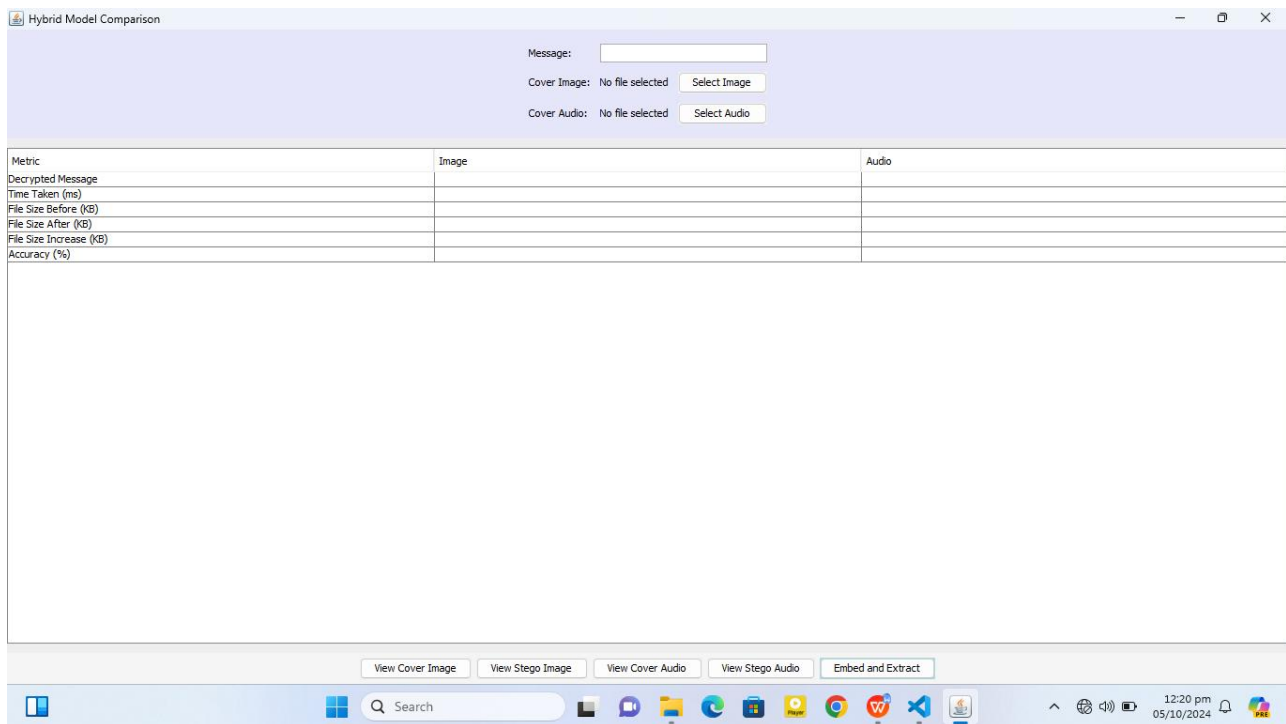 Hybrid Model Comparison
Message:
Cover Image: No file selected Select Image
Cover Audio: No file selected Select Audio
Metric Image Audio
Decrypted Message
Time Taken (ms)
File Size Before (KB)
File Size After (KB)
File Size Increase (KB)
Accuracy (%)
View Cover Image View Stego Image View Cover Audio View Stego Audio Embed and Extract
Search Player PRE
12:20 pm
05/10/2024